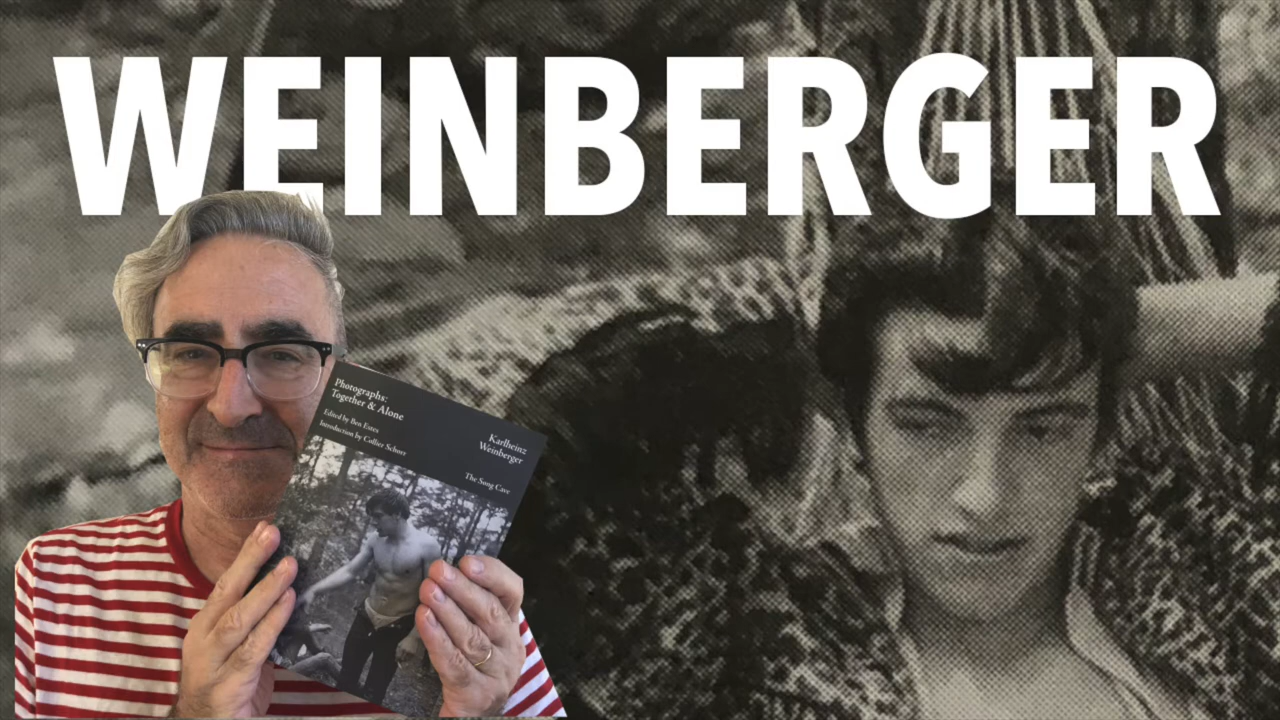 WEINBERGER
Photographs:
Together & Alone
Edited by Ben Estes
Introduction by Collier Schorr
Karlheinz
Weinberger
The Song Cave